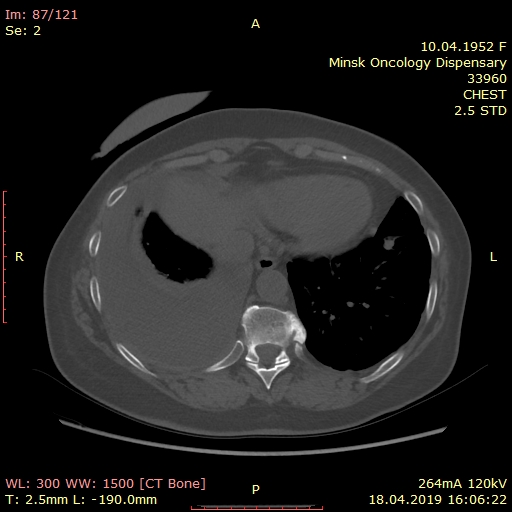 Im: 87/121
Se: 2
A
10.04.1952 F
Minsk Oncology Dispensary
33960
CHEST
2.5 STD
R
L
WL: 300 WW: 1500 [CT Bone]
T: 2.5mm L: -190.0mm
P
264mA 120kV
18.04.2019 16:06:22